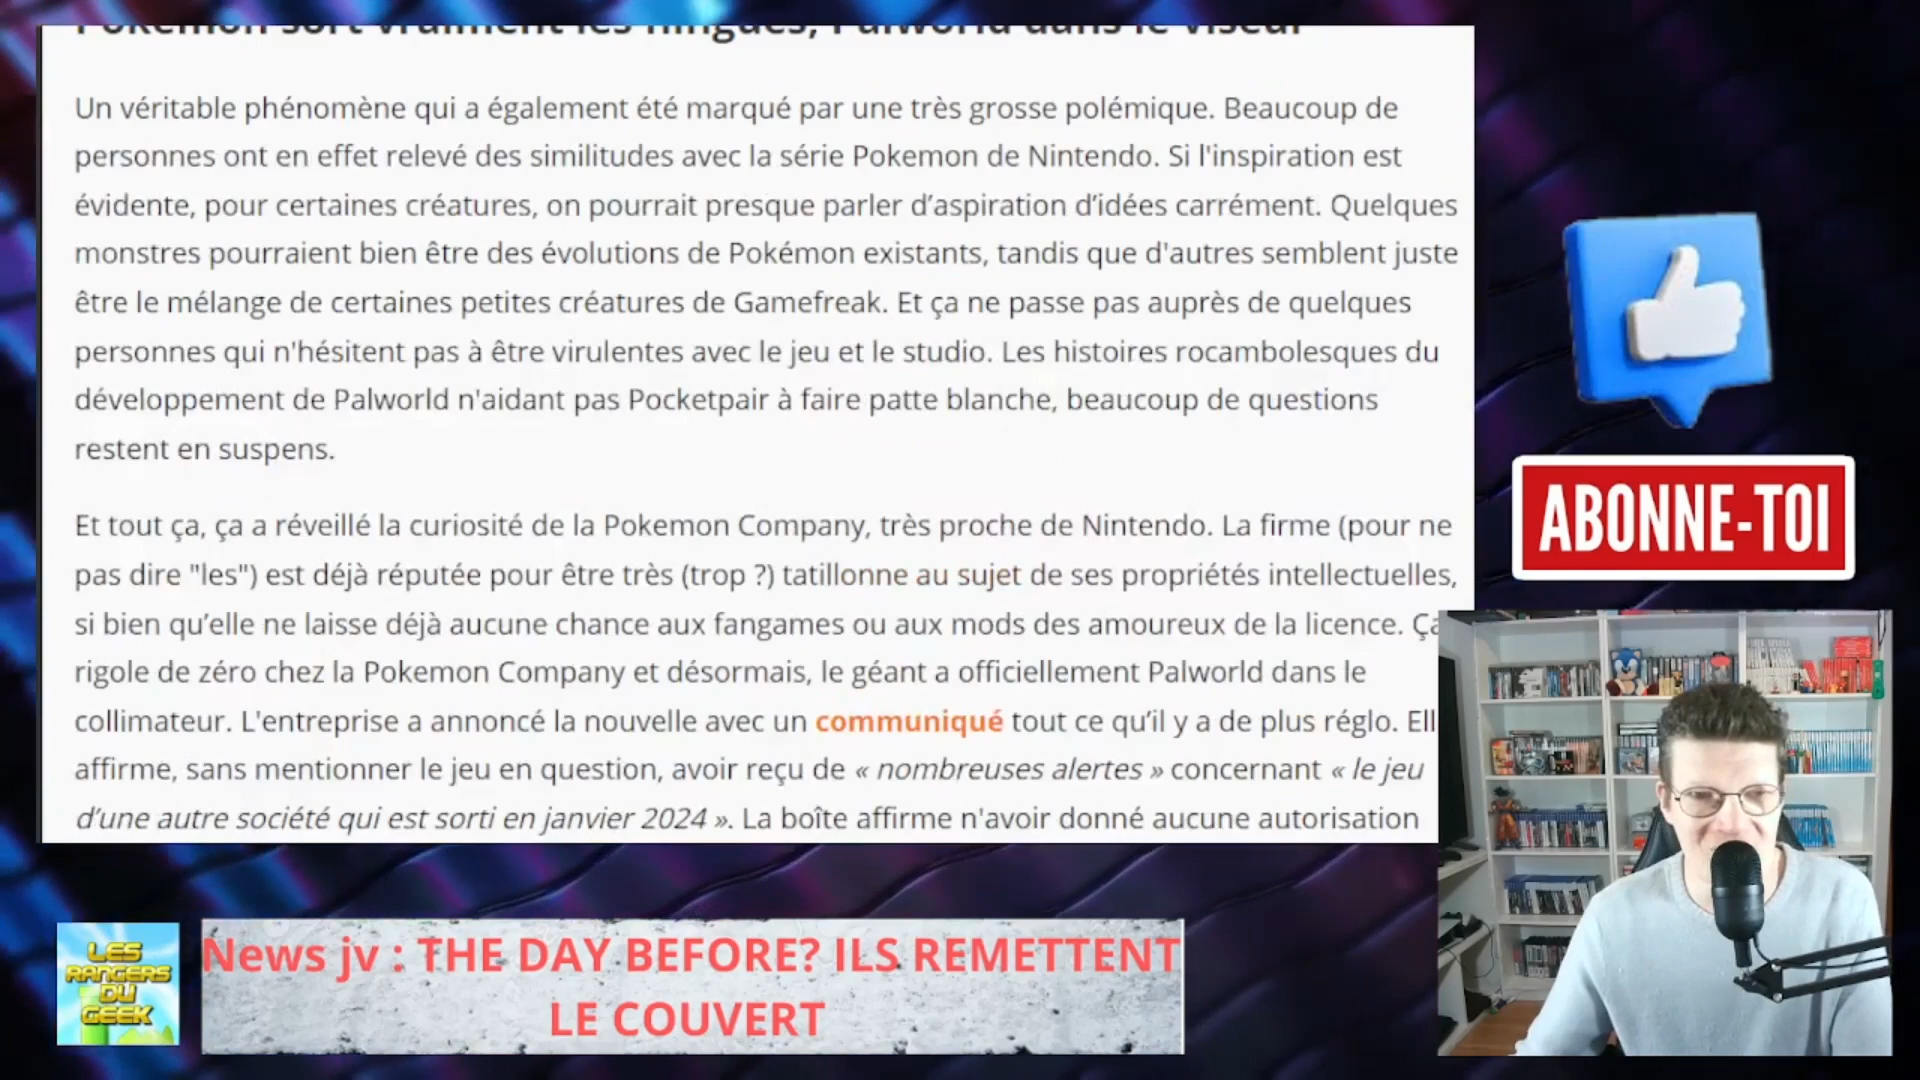 Pokemon sort vraiment les flingues, Palworld dans le viseur
Un véritable phénomène qui a également été marqué par une très grosse polémique. Beaucoup de
personnes ont en effet relevé des similitudes avec la série Pokemon de Nintendo. Si l'inspiration est
évidente, pour certaines créatures, on pourrait presque parler d’aspiration d’idées carrément. Quelques
monstres pourraient bien être des évolutions de Pokémon existants, tandis que d'autres semblent juste
être le mélange de certaines petites créatures de Gamefreak. Et ça ne passe pas auprès de quelques
personnes qui n'hésitent pas à être virulentes avec le jeu et le studio. Les histoires rocambolesques du
développement de Palworld n'aidant pas Pocketpair à faire patte blanche, beaucoup de questions
restent en suspens.
Et tout ça, ça a réveillé la curiosité de la Pokemon Company, très proche de Nintendo. La firme (pour ne
pas dire "les") est déjà réputée pour être très (trop ?) tatillonne au sujet de ses propriétés intellectuelles,
si bien qu’elle ne laisse déjà aucune chance aux fangames ou aux mods des amoureux de la licence. Ça
rigole de zéro chez la Pokemon Company et désormais, le géant a officiellement Palworld dans le
collimateur. L'entreprise a annoncé la nouvelle avec un communiqué tout ce qu’il y a de plus réglo. Ell
affirme, sans mentionner le jeu en question, avoir reçu de « nombreuses alertes » concernant « le jeu
d’une autre société qui est sorti en janvier 2024 ». La boîte affirme n'avoir donné aucune autorisation
ABONNE-TOI
LES
RANGERS
DU
GEEK
News jv : THE DAY BEFORE? ILS REMETTENT
LE COUVERT